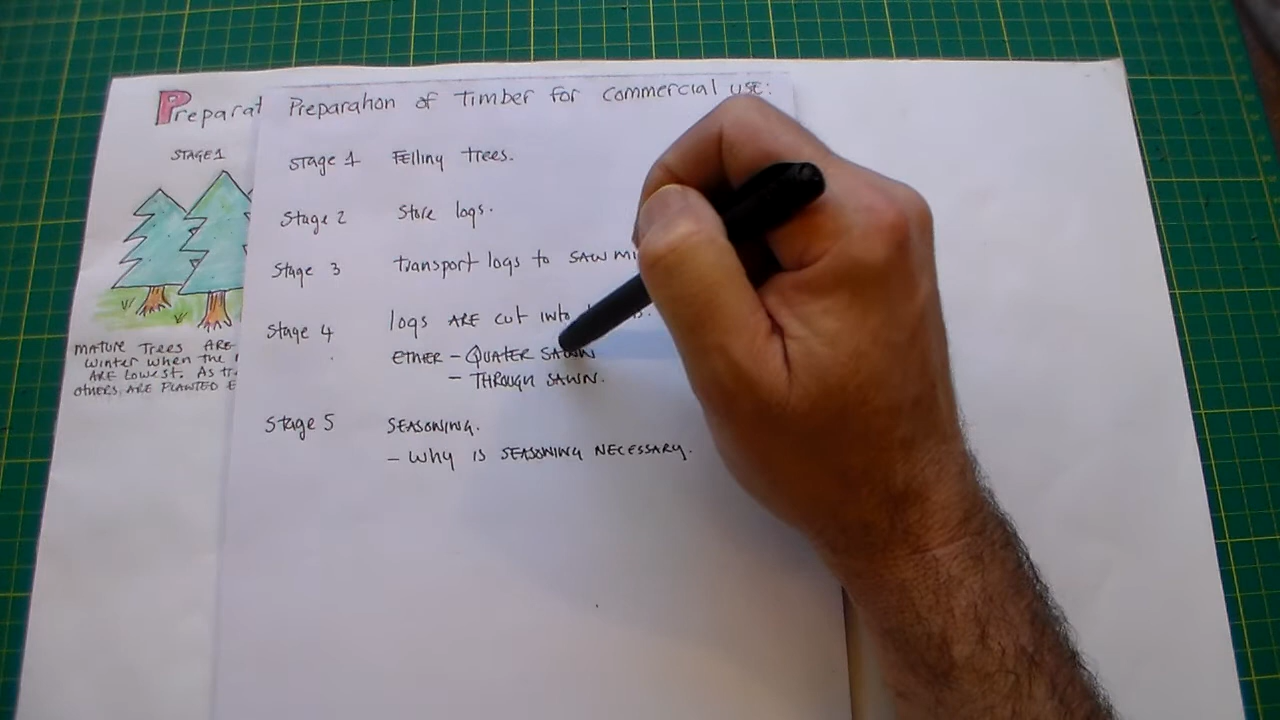 Preparat
STAGE 1
MATURE TREES ARE
WINTER WHEN THE
ARE LOWEST. AS
OTHERS ARE PLANTED
Preparation of Timber for Commercial use:
Stage 1 Felling trees.
Stage 2 Store logs.
Stage 3 transport logs to SAW
Stage 4 logs ARE cut into
ETHER - QUATER SAWN
- THROUGH SAWN.
Stage 5 SEASONING.
- Why IS SEASONING NECESSARY.